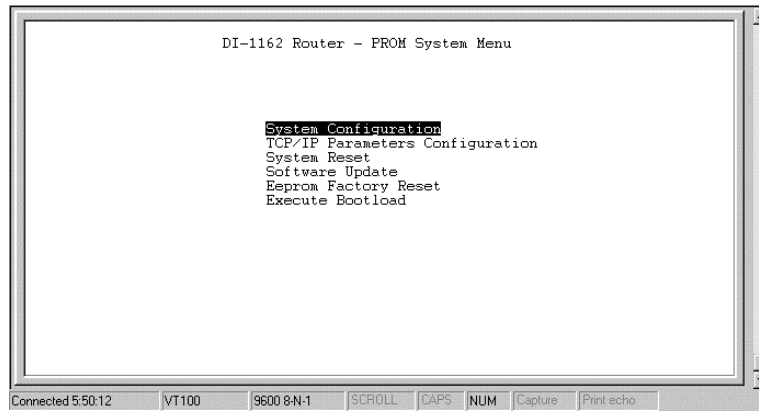 DI-1162 Router - PROM System Menu
System Configuration
TCP/IP Parameters Configuration
System Reset
Software Update
Eeprom Factory Reset
Execute Bootload
Connected 5:50:12 VT100 9600 8-N-1 SCROLL CAPS NUM Capture Print echo